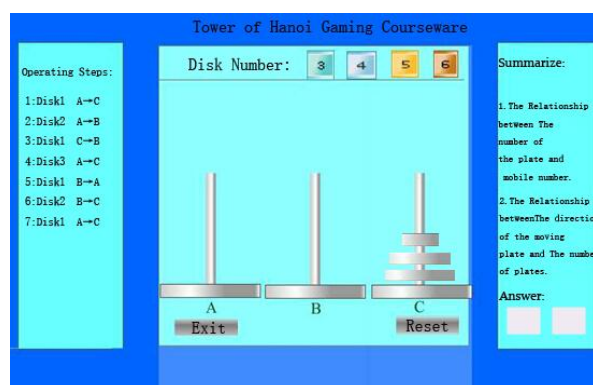 Tower of Hanoi Gaming Courseware
Operating Steps:
1:Disk1 A→C
2:Disk2 A→B
3:Disk1 C→B
4:Disk3 A→C
5:Disk1 B→A
6:Disk2 B→C
7:Disk1 A→C
Disk Number: 3 4 5 6
A B C
Exit Reset
Summarize:
1.The Relationship
between The
number of
the plate and
mobile number.
2.The Relationship
betweenThe directio
of the moving
plate and The numbe
of plates.
Answer: